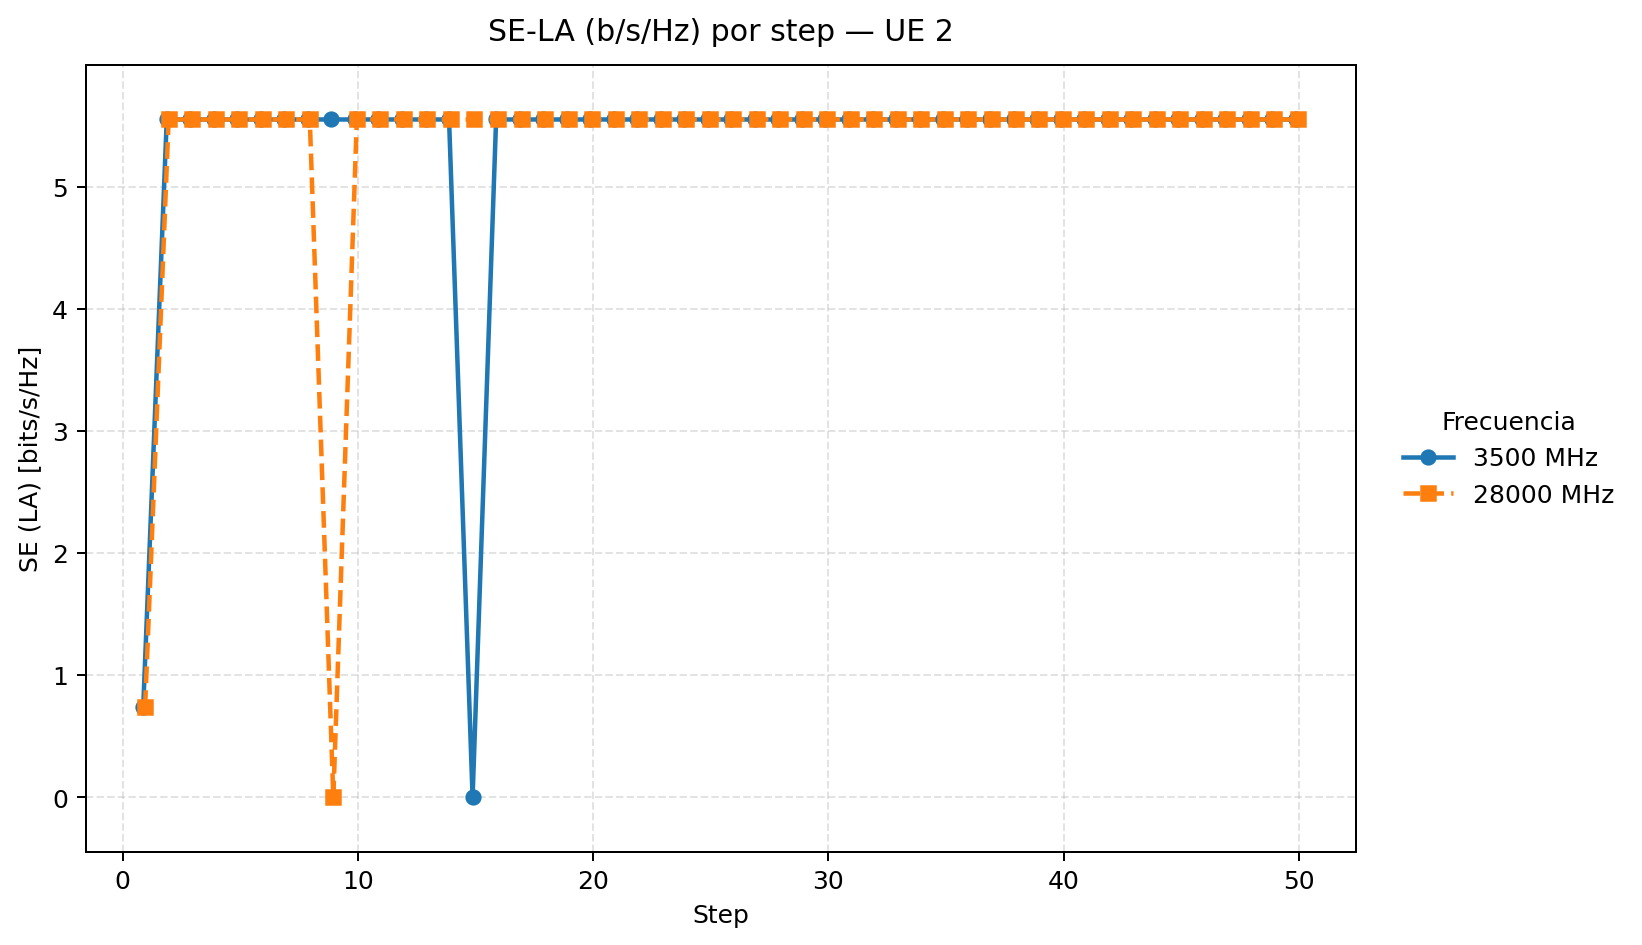 SE-LA (b/s/Hz) por step — UE 2
SE (LA) [bits/s/Hz]
5
4
3
2
1
0
0 10 20 30 40 50
Step
Frecuencia
3500 MHz
28000 MHz